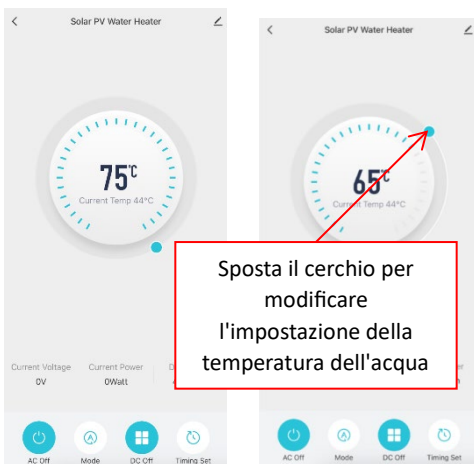 Solar PV Water Heater
75°C
Current Temp 44°C
Current Voltage
0V
Current Power
0Watt
AC Off
Mode
DC Off
Timing Set
Solar PV Water Heater
65°C
Current Temp 44°C
Sposta il cerchio per
modificare
l'impostazione della
temperatura dell'acqua
AC Off
Mode
DC Off
Timing Set